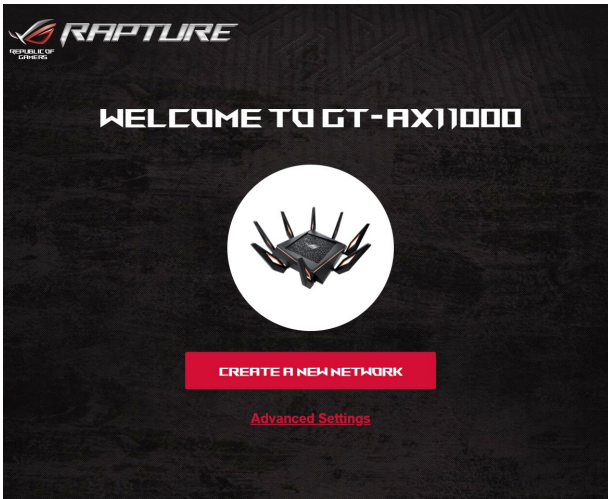 RAPTURE
REPUBLIC OF
GAMERS
WELCOME TO GT-AX11000
CREATE A NEW NETWORK
Advanced Settings